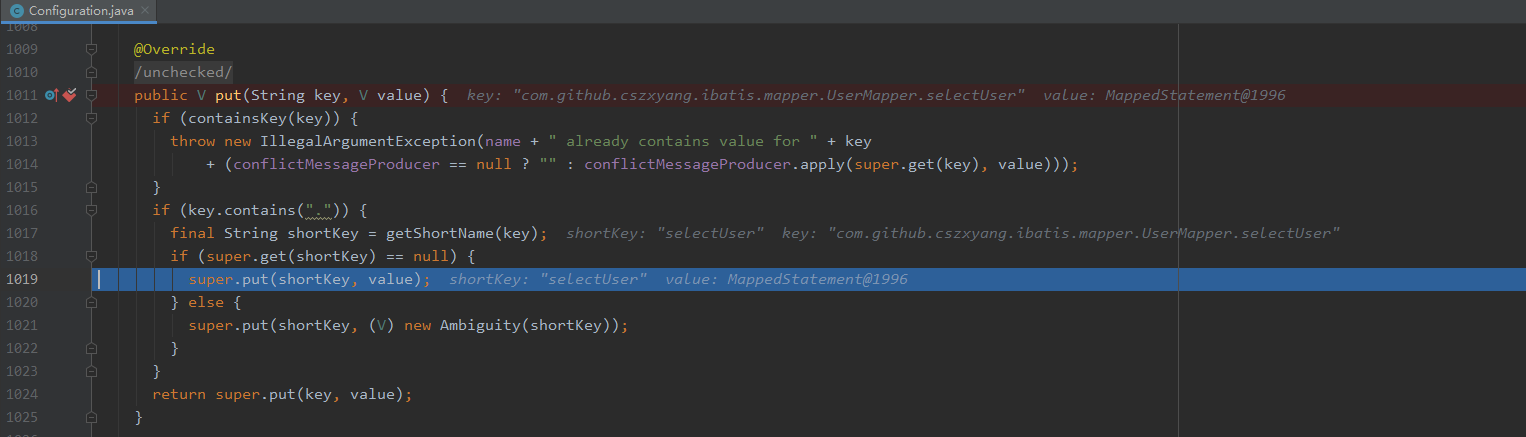 Configuration.java
1008
1009 @Override
1010 /unchecked/
1011 public V put(String key, V value) { key: "com.github.cszxyang.ibatis.mapper.UserMapper.selectUser" value: MappedStatement@1996
1012 if (containsKey(key)) {
1013 throw new IllegalArgumentException(name + " already contains value for " + key
1014 + (conflictMessageProducer == null ? "" : conflictMessageProducer.apply(super.get(key), value)));
1015 }
1016 if (key.contains(".")) {
1017 final String shortKey = getShortName(key); shortKey: "selectUser" key: "com.github.cszxyang.ibatis.mapper.UserMapper.selectUser"
1018 if (super.get(shortKey) == null) {
1019 super.put(shortKey, value); shortKey: "selectUser" value: MappedStatement@1996
1020 } else {
1021 super.put(shortKey, (V) new Ambiguity(shortKey));
1022 }
1023 }
1024 return super.put(key, value);
1025 }